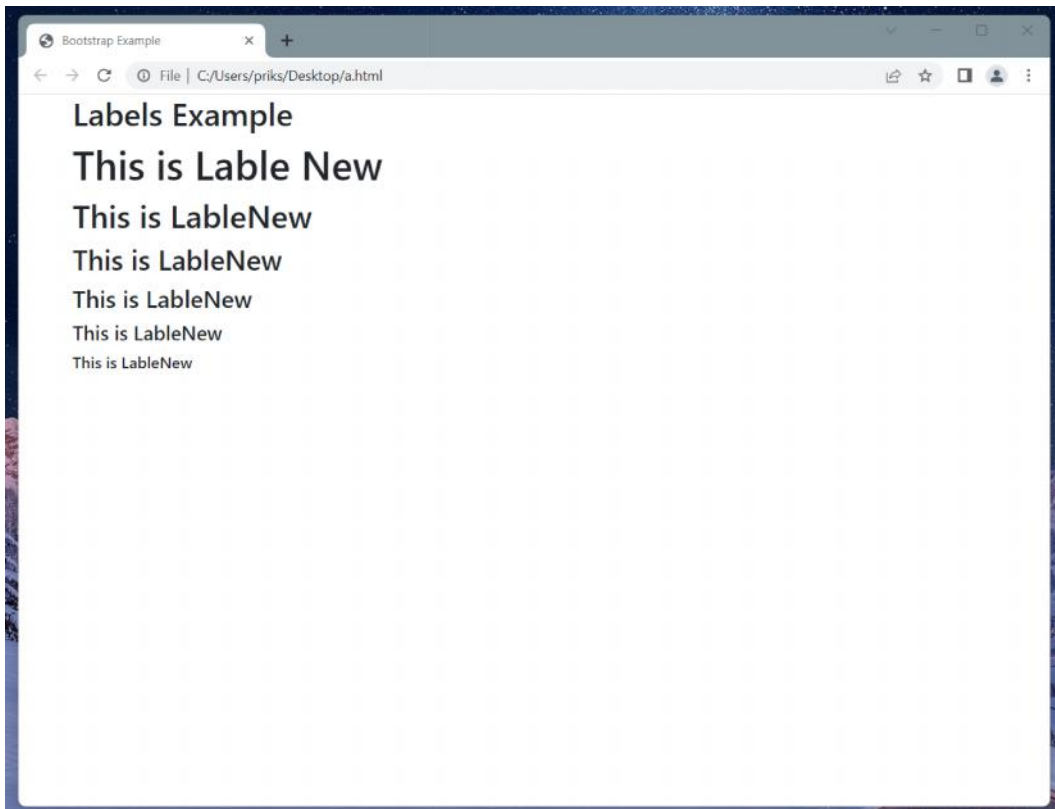 Bootstrap Example
File | C:/Users/priks/Desktop/a.html
Labels Example
This is Lable New
This is LableNew
This is LableNew
This is LableNew
This is LableNew
This is LableNew